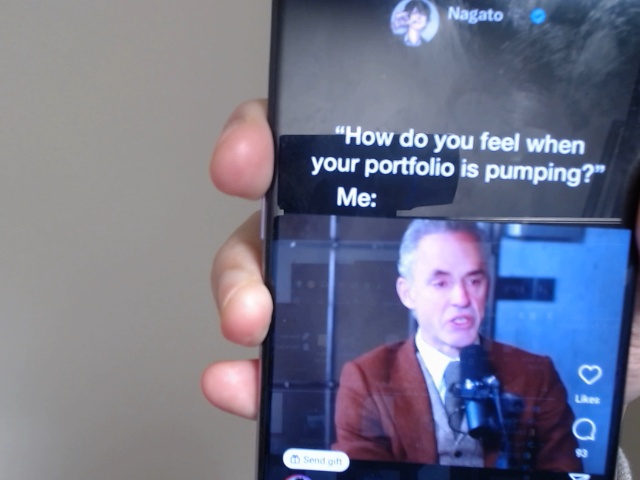 Nagato
“How do you feel when
your portfolio is pumping?”
Me:
Likes
93
Send gift